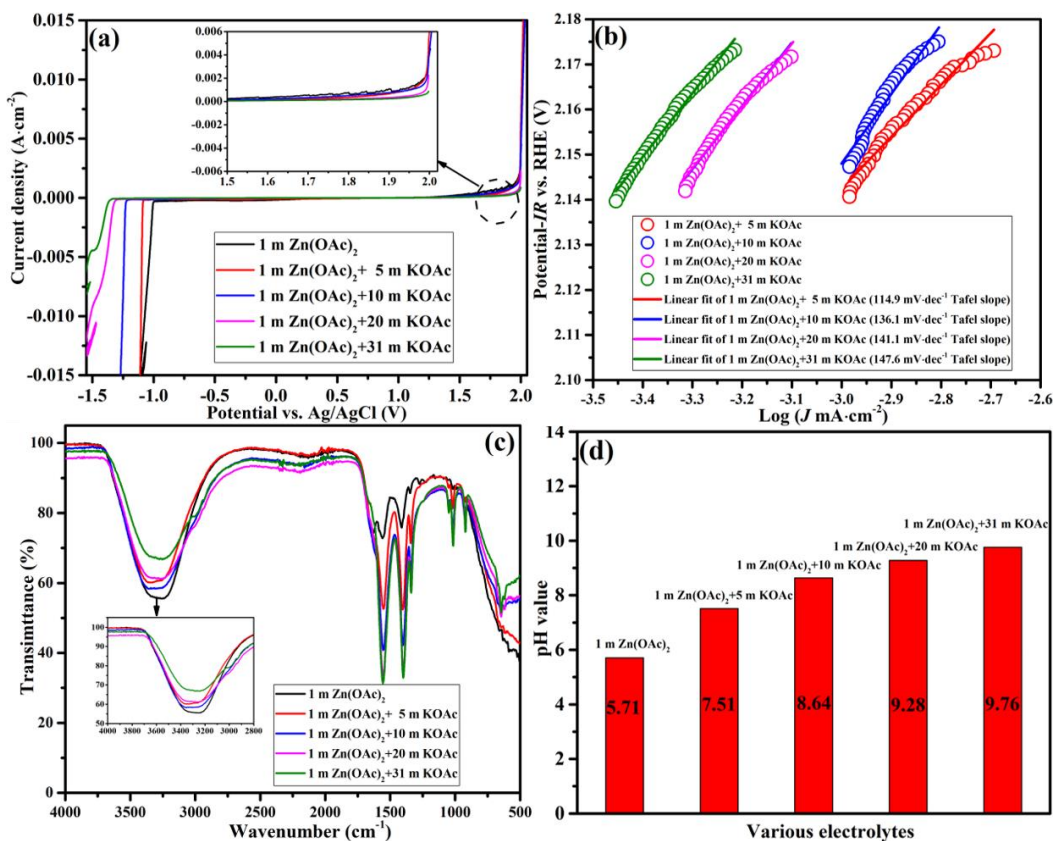 (a)
0.015
0.010
0.005
0.000
-0.005
-0.010
-0.015
Current density (A·cm-2)
0.006
0.004
0.002
0.000
-0.002
-0.004
-0.006
1.5 1.6 1.7 1.8 1.9 2.0
1 m Zn(OAc)2
1 m Zn(OAc)2+ 5 m KOAc
1 m Zn(OAc)2+10 m KOAc
1 m Zn(OAc)2+20 m KOAc
1 m Zn(OAc)2+31 m KOAc
-1.5 -1.0 -0.5 0.0 0.5 1.0 1.5 2.0
Potential vs. Ag/AgCl (V)
(b)
2.18
2.17
2.16
2.15
2.14
2.13
2.12
2.11
2.10
Potential-IR vs. RHE (V)
1 m Zn(OAc)2+ 5 m KOAc
1 m Zn(OAc)2+10 m KOAc
1 m Zn(OAc)2+20 m KOAc
1 m Zn(OAc)2+31 m KOAc
Linear fit of 1 m Zn(OAc)2+ 5 m KOAc (114.9 mV·dec-1 Tafel slope)
Linear fit of 1 m Zn(OAc)2+10 m KOAc (136.1 mV·dec-1 Tafel slope)
Linear fit of 1 m Zn(OAc)2+20 m KOAc (141.1 mV·dec-1 Tafel slope)
Linear fit of 1 m Zn(OAc)2+31 m KOAc (147.6 mV·dec-1 Tafel slope)
-3.5 -3.4 -3.3 -3.2 -3.1 -3.0 -2.9 -2.8 -2.7 -2.6
Log (J mA·cm-2)
(c)
100
80
60
40
20
0
Transimttance (%)
100
90
80
70
60
50
4000 3800 3600 3400 3200 3000 2800
1 m Zn(OAc)2
1 m Zn(OAc)2+ 5 m KOAc
1 m Zn(OAc)2+10 m KOAc
1 m Zn(OAc)2+20 m KOAc
1 m Zn(OAc)2+31 m KOAc
4000 3500 3000 2500 2000 1500 1000 500
Wavenumber (cm-1)
(d)
14
12
10
8
6
4
2
0
pH value
1 m Zn(OAc)2+31 m KOAc
1 m Zn(OAc)2+20 m KOAc
1 m Zn(OAc)2+10 m KOAc
1 m Zn(OAc)2+5 m KOAc
1 m Zn(OAc)2
5.71 7.51 8.64 9.28 9.76
Various electrolytes